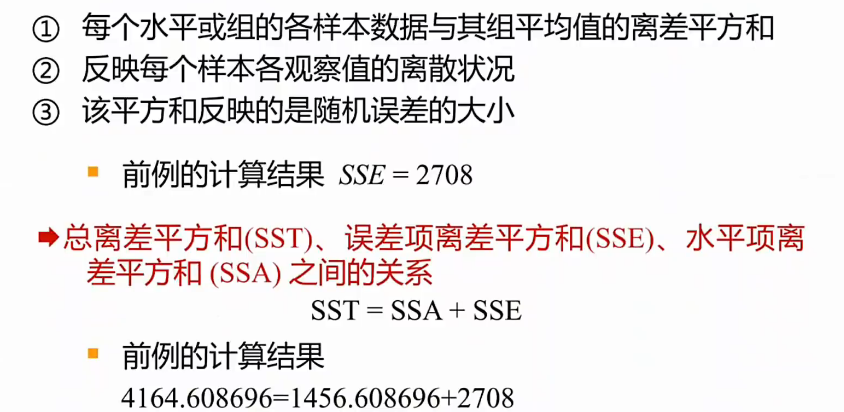 ① 每个水平或组的各样本数据与其组平均值的离差平方和
② 反映每个样本各观察值的离散状况
③ 该平方和反映的是随机误差的大小
前例的计算结果 SSE = 2708
总离差平方和(SST)、误差项离差平方和(SSE)、水平项离
差平方和 (SSA) 之间的关系
SST = SSA + SSE
前例的计算结果
4164.608696=1456.608696+2708